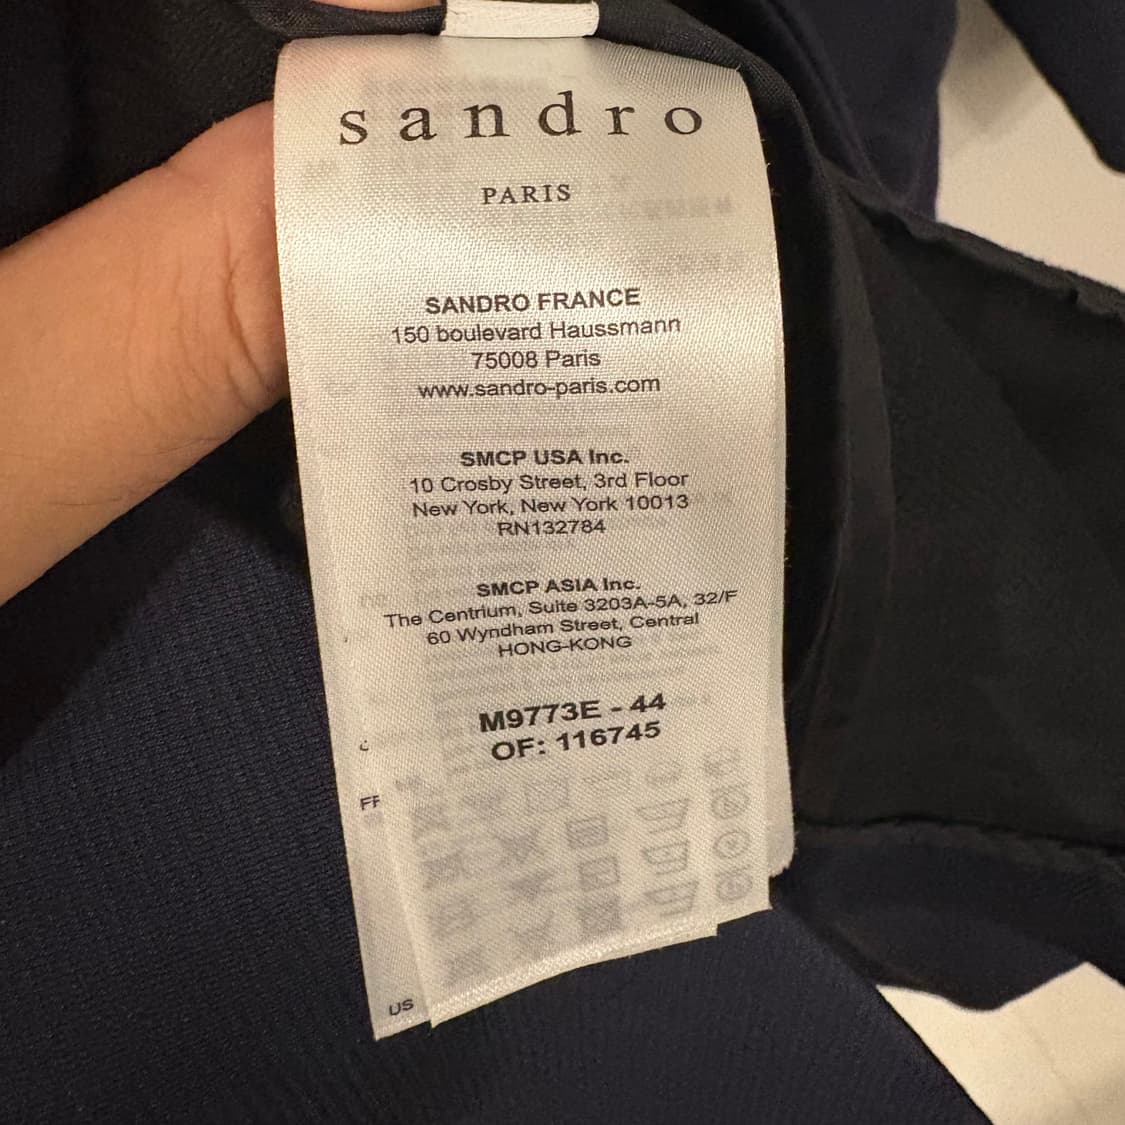 sandro
PARIS
SANDRO FRANCE
150 boulevard Haussmann
75008 Paris
www.sandro-paris.com
SMCP USA Inc.
10 Crosby Street, 3rd Floor
New York, New York 10013
RN132784
SMCP ASIA Inc.
The Centrium, Suite 3203A-5A, 32/F
60 Wyndham Street, Central
HONG-KONG
M9773E - 44
OF: 116745
FF
US